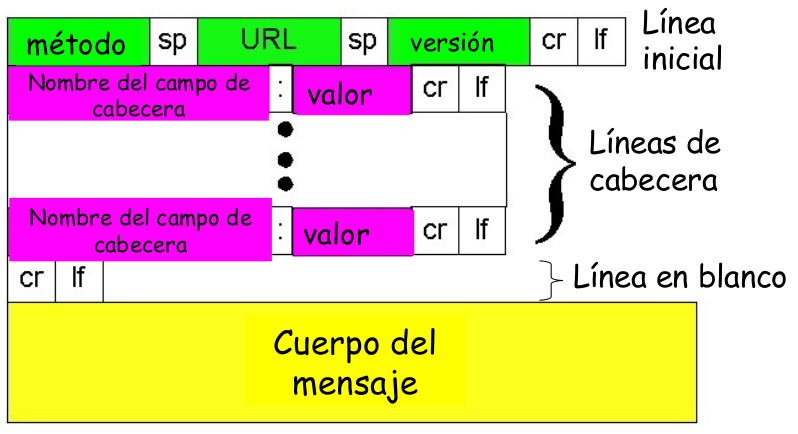 método sp URL sp versión cr lf
Línea
inicial
Nombre del campo de
cabecera
: valor cr lf
Líneas de
cabecera
Nombre del campo de
cabecera
: valor cr lf
cr lf
Línea en blanco
Cuerpo del
mensaje